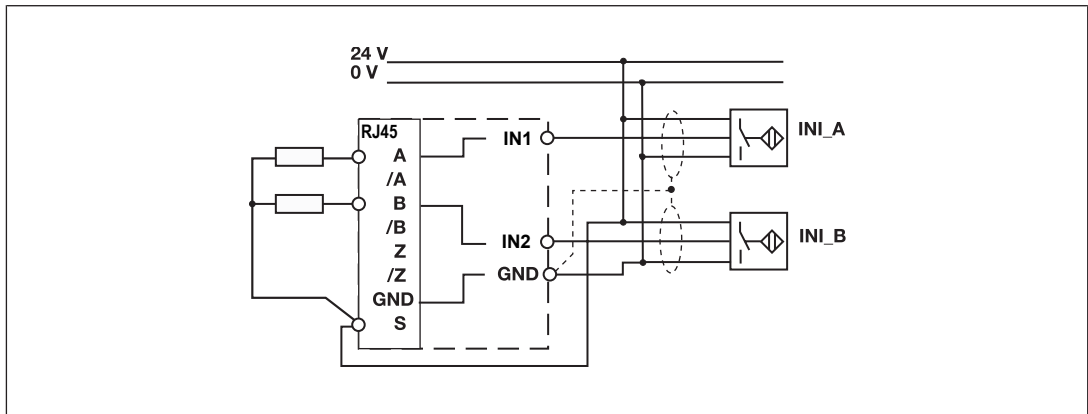 24 V
0 V
RJ45
A
/A
B
/B
Z
/Z
GND
S
IN1
IN2
GND
INI_A
INI_B